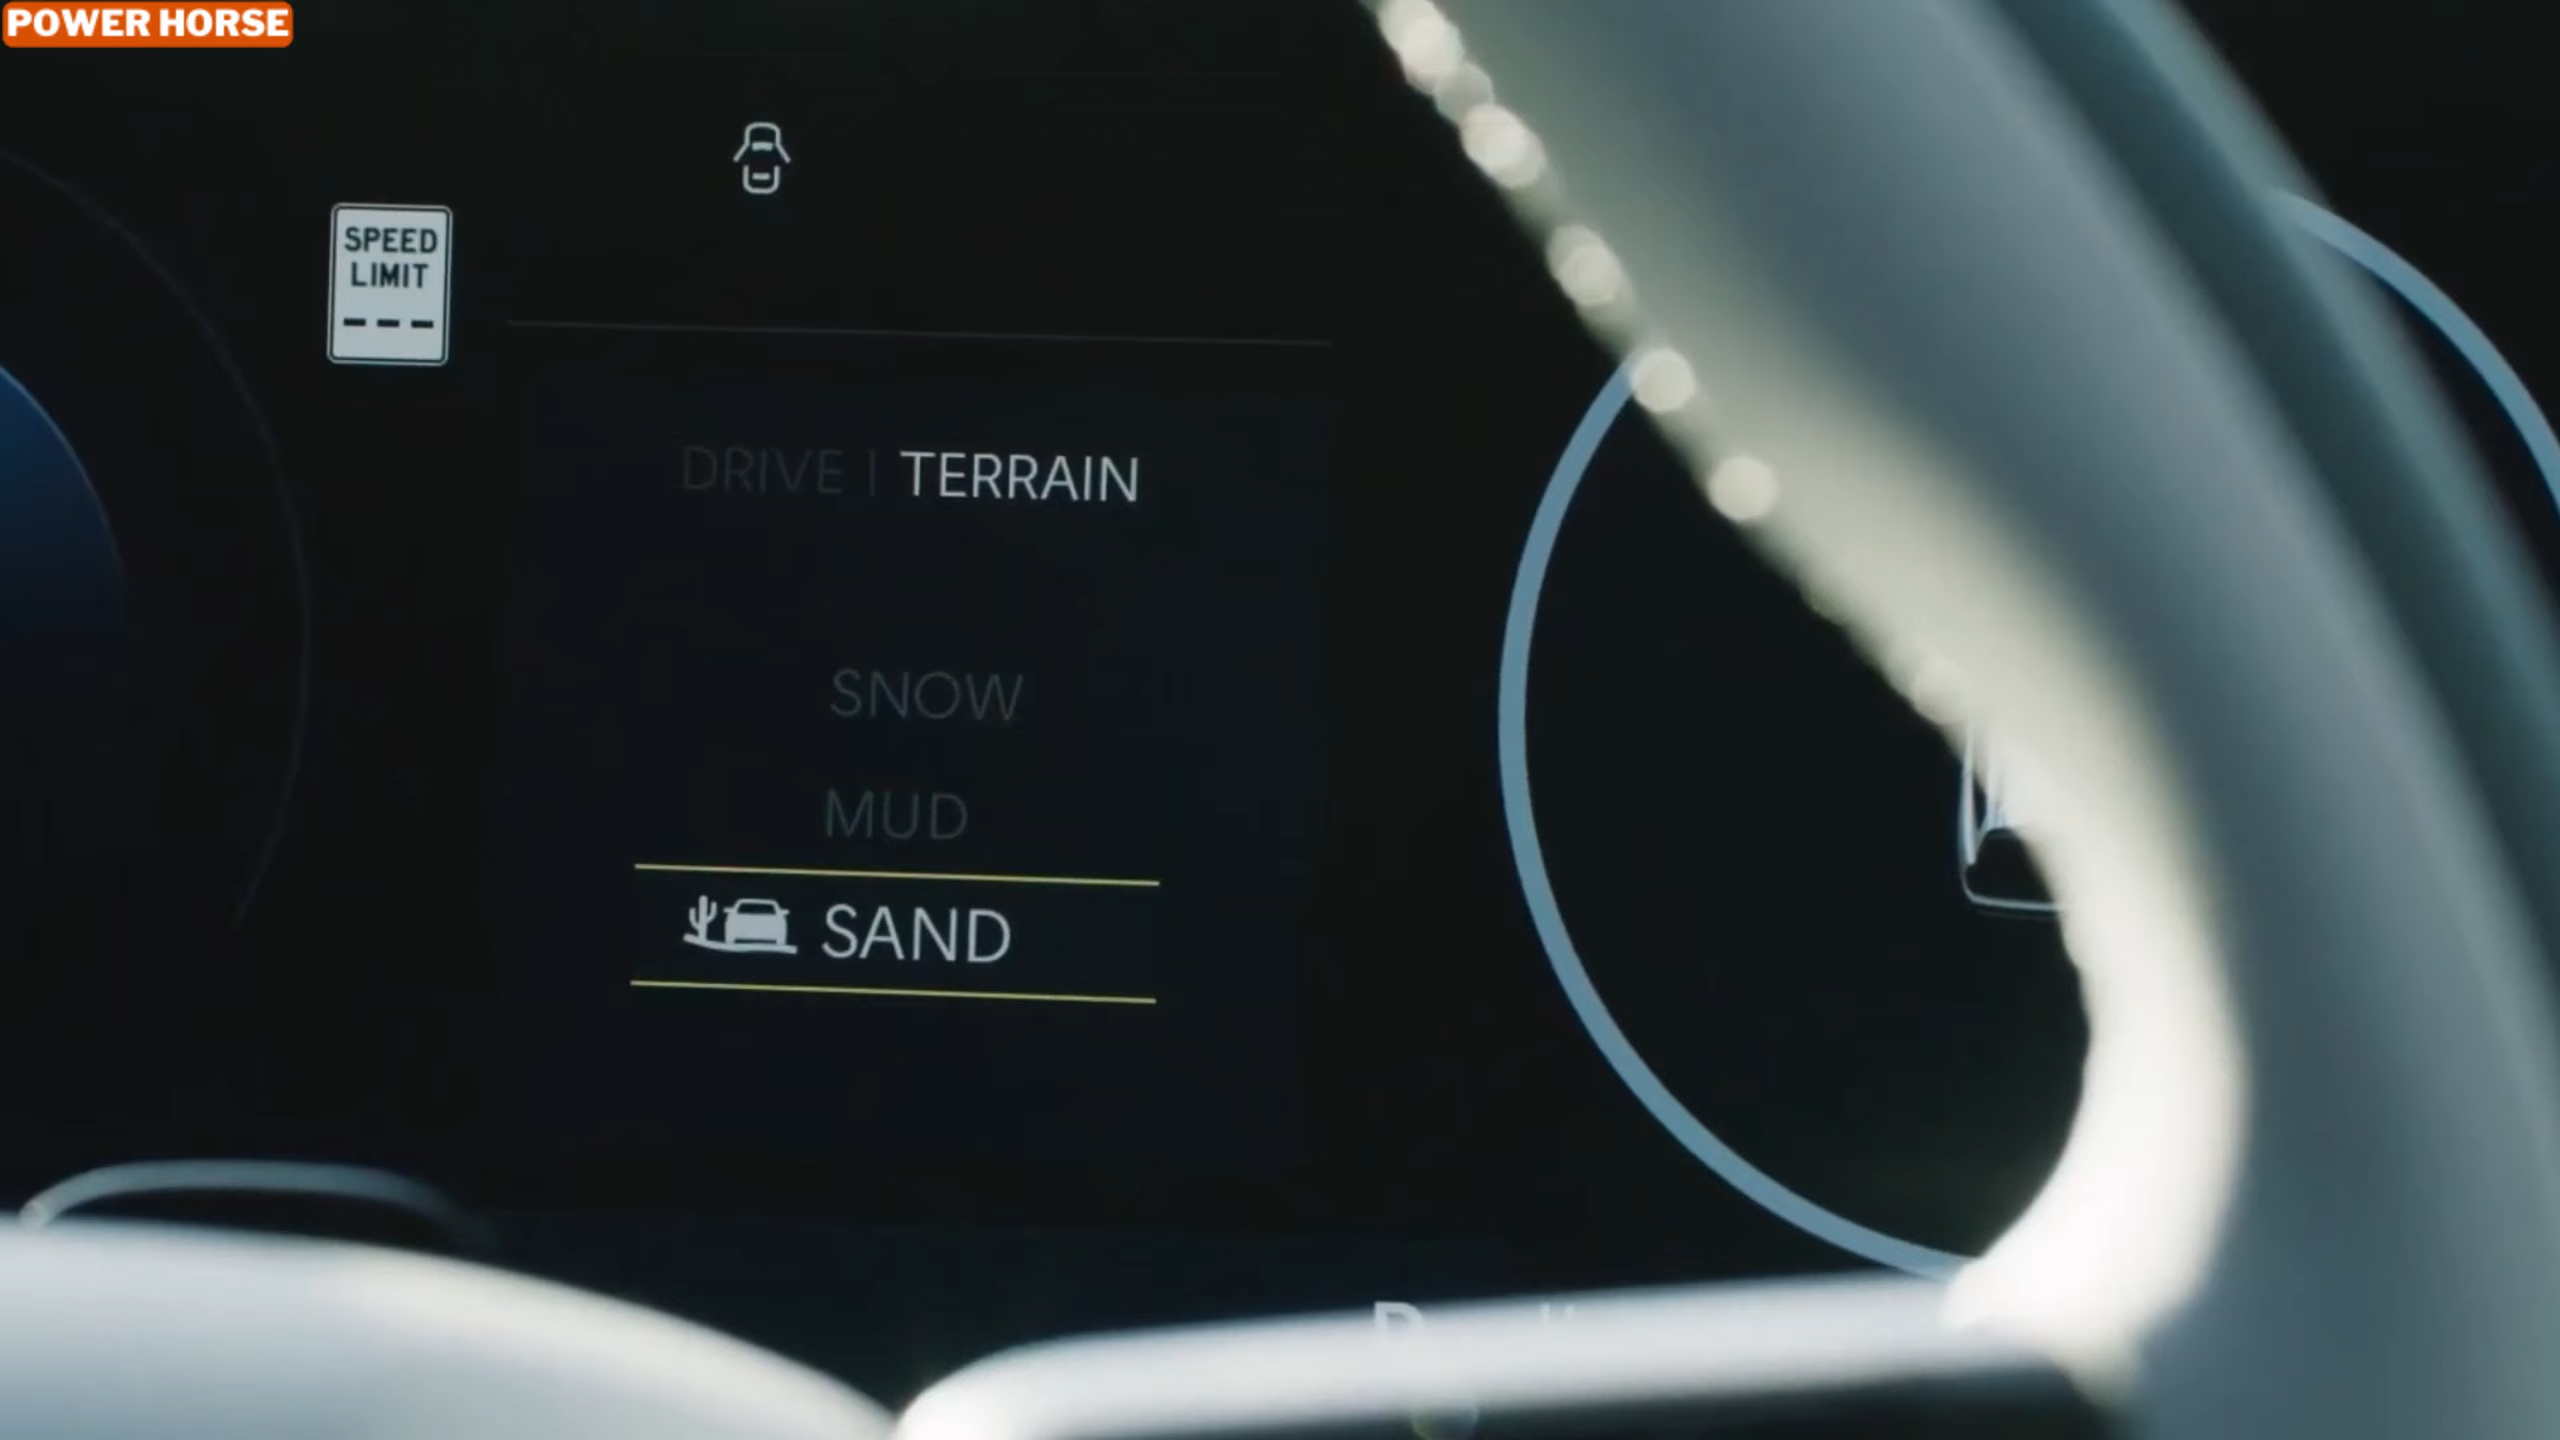 POWER HORSE
SPEED
LIMIT
---
DRIVE | TERRAIN
SNOW
MUD
SAND